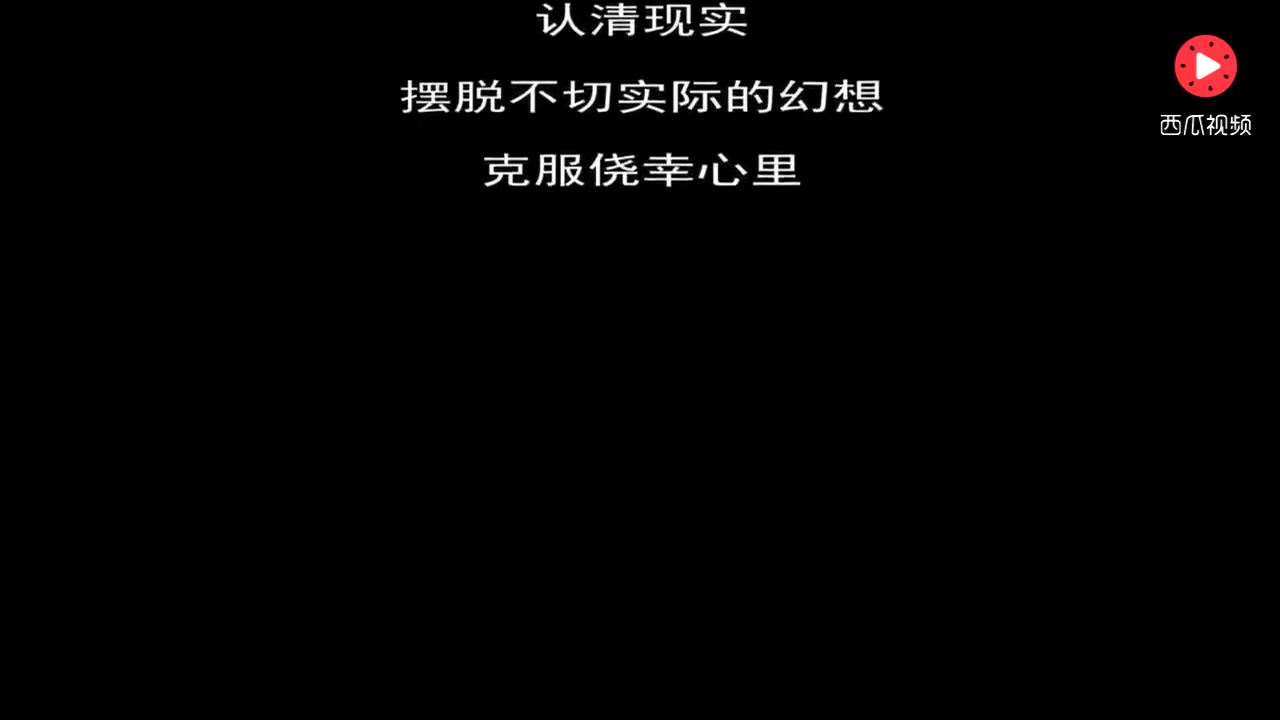 认清现实
摆脱不切实际的幻想
克服侥幸心里
西瓜视频